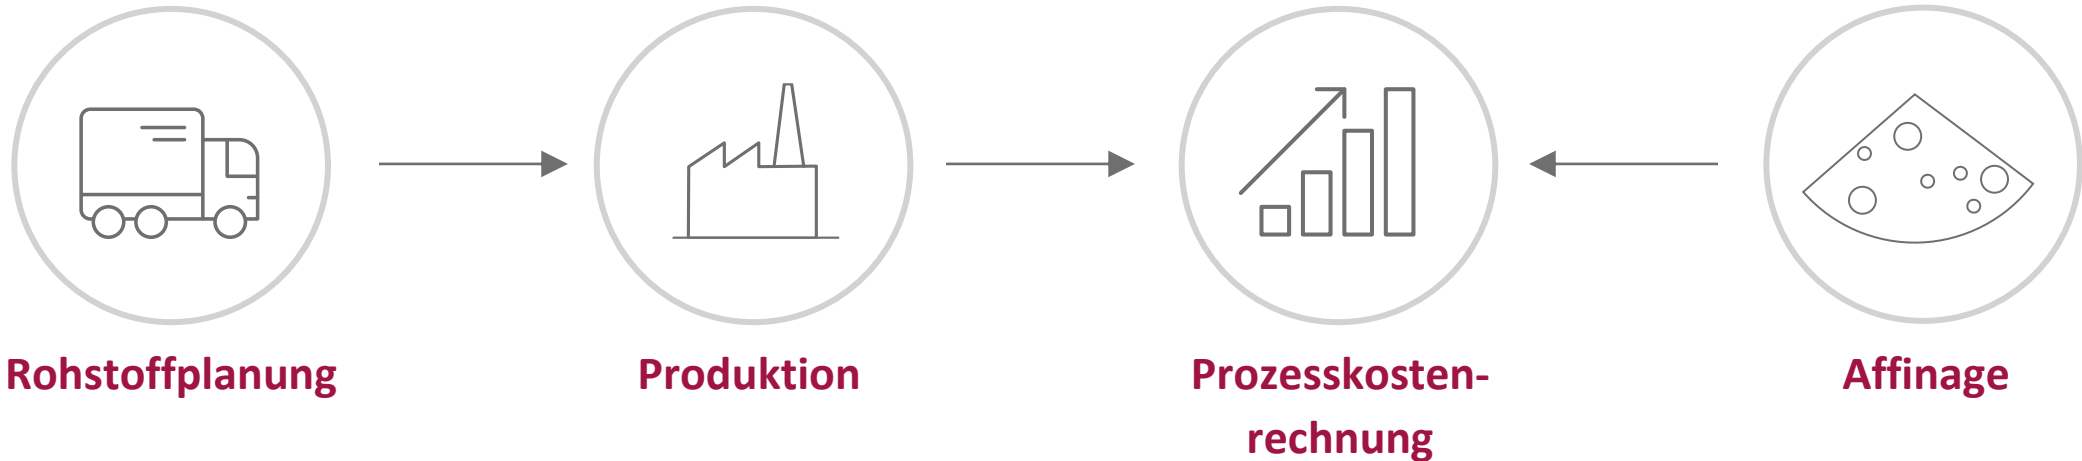 Rohstoffplanung
Produktion
Prozesskosten-
rechnung
Affinage